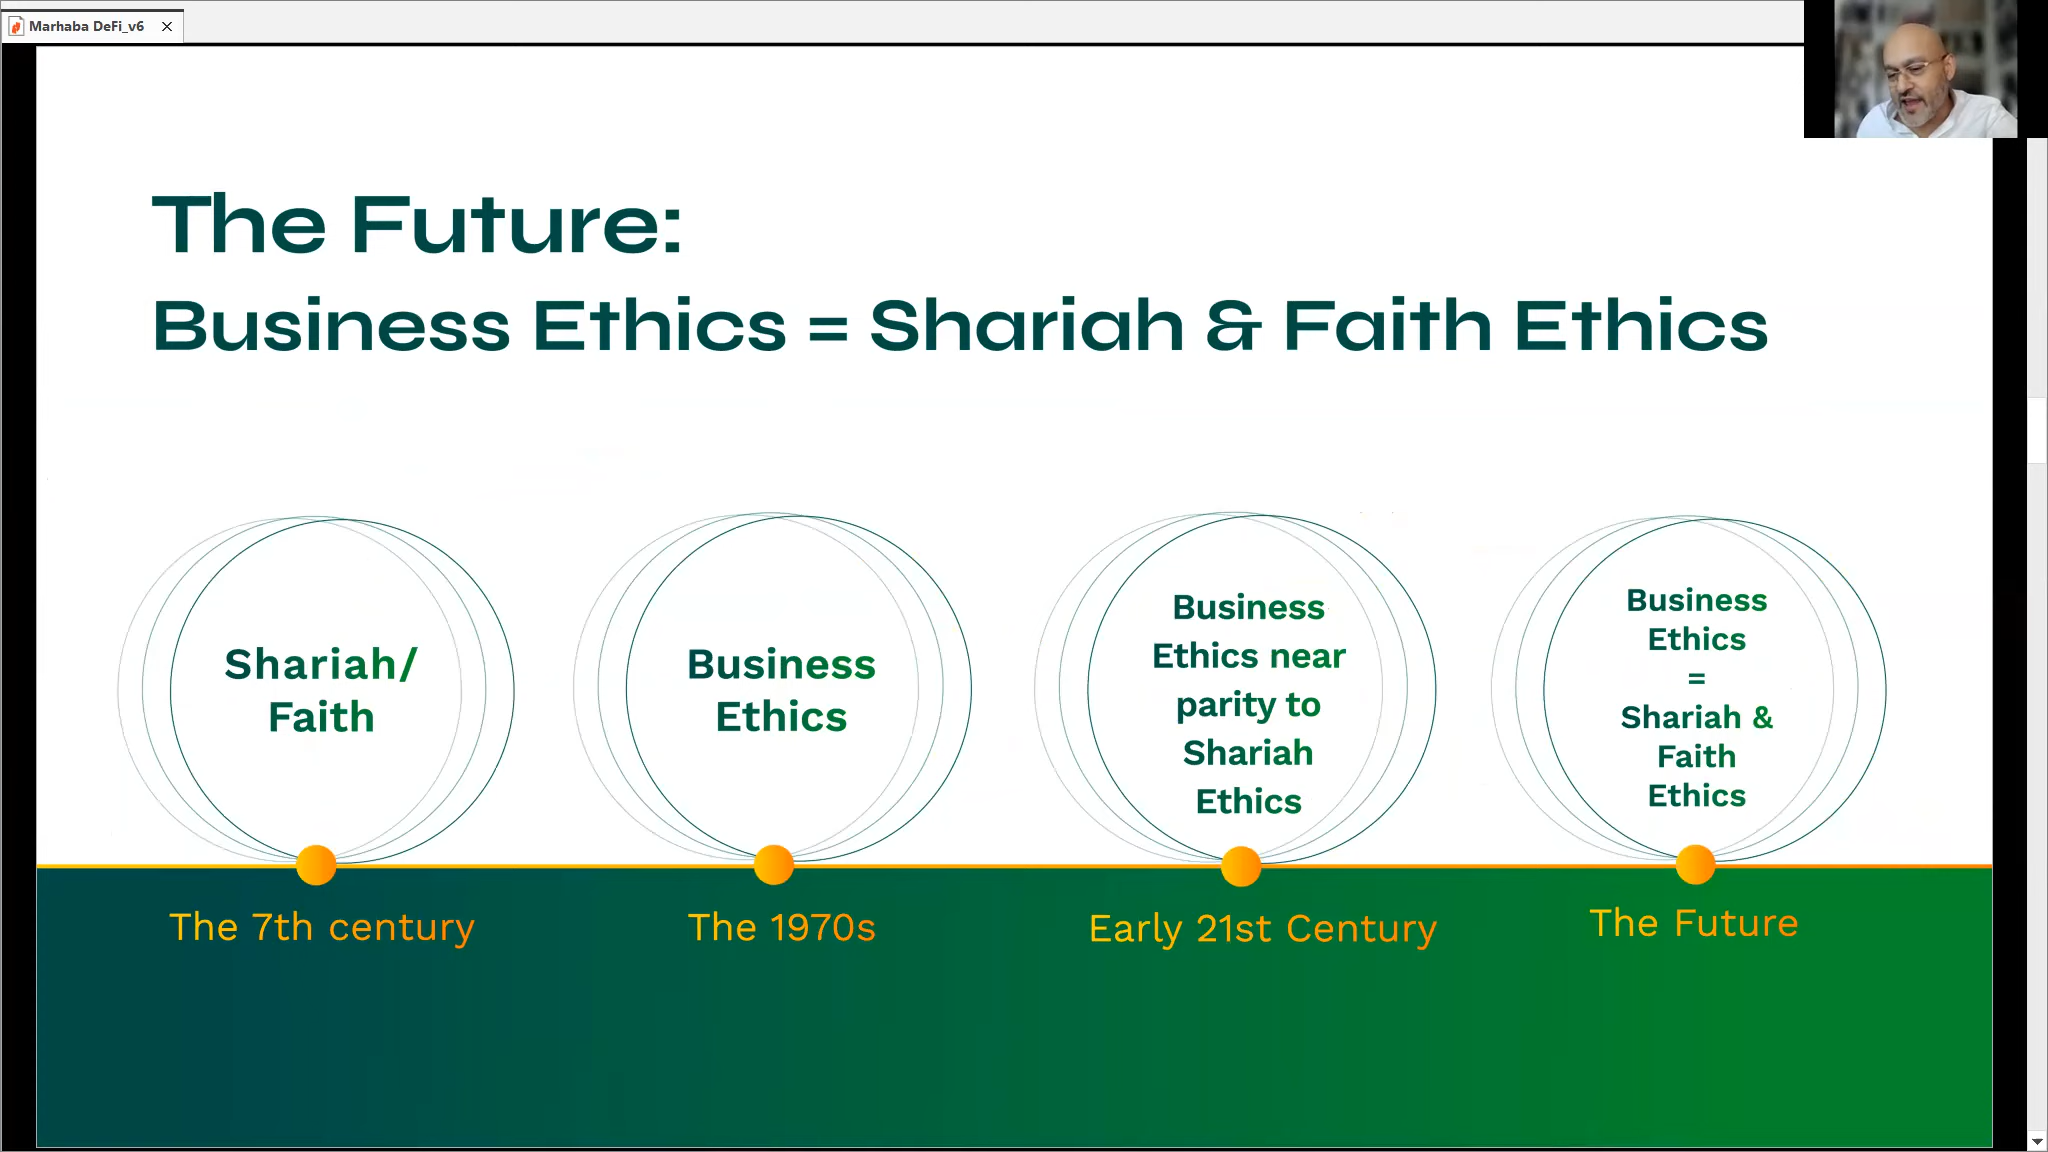 Marhaba DeFi_v6
The Future:
Business Ethics = Shariah & Faith Ethics
Shariah/
Faith
Business
Ethics
Business
Ethics near
parity to
Shariah
Ethics
Business
Ethics
=
Shariah &
Faith
Ethics
The 7th century
The 1970s
Early 21st Century
The Future